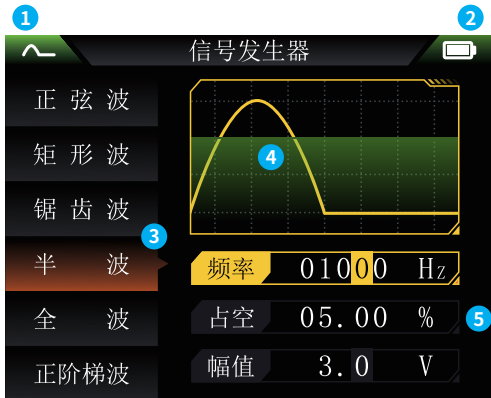 1
2
信号发生器
正弦波
矩形波
锯齿波
4
3
半波
频率 01000 Hz
全波
占空 05.00 %
5
正阶梯波
幅值 3.0 V